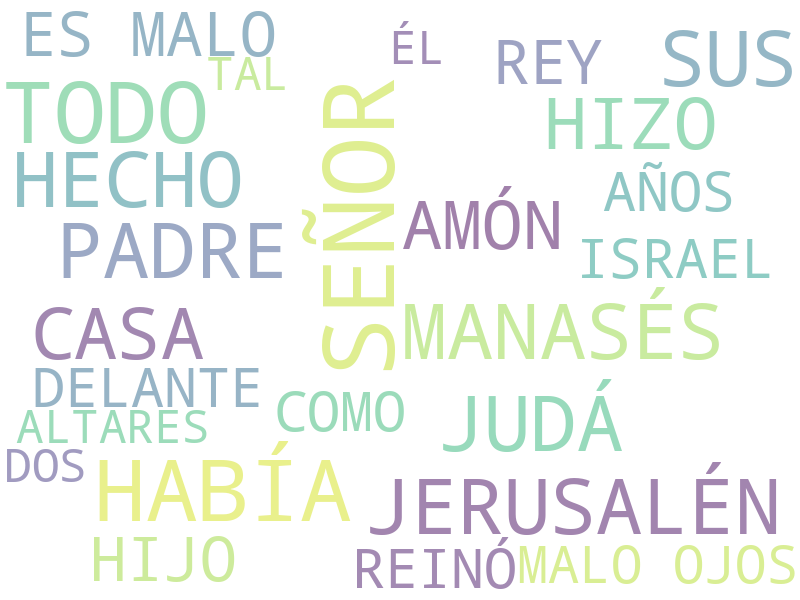 ES MALO
TAL
ÉL
REY
SUS
TODO
HIZO
HECHO
SEÑOR
AÑOS
PADRE
AMÓN
ISRAEL
CASA
MANASÉS
DELANTE
COMO
JUDÁ
ALTARES
DOS
HABÍA
JERUSALÉN
HIJO
REINÓ
MALO OJOS